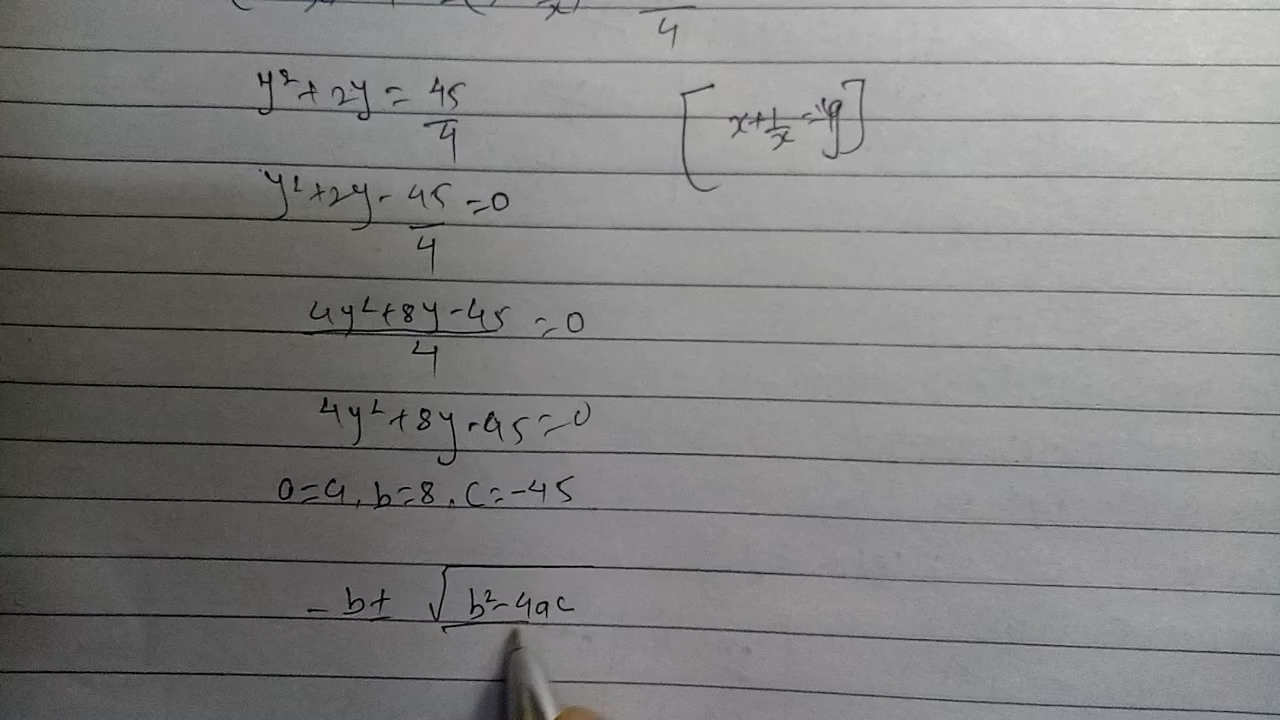 4
y² + 2y = 45/4 [x + 1/x = y]
y² + 2y - 45/4 = 0
4y² + 8y - 45/4 = 0
4y² + 8y - 45 = 0
a = 4, b = 8, c = -45
- b ± √b² - 4ac